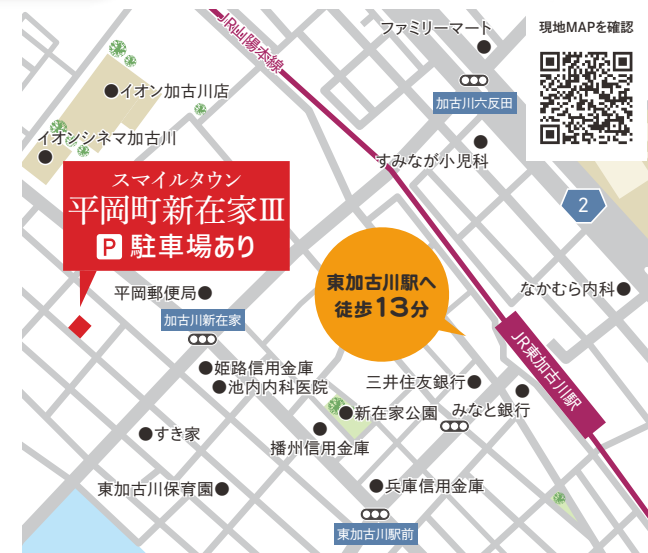 ファミリーマート
現地MAPを確認
JR山陽本線
イオン加古川店
加古川六反田
イオンシネマ加古川
すみなが小児科
スマイルタウン
平岡町新在家Ⅲ
P 駐車場あり
2
東加古川駅へ
徒歩13分
平岡郵便局
なかむら内科
加古川新在家
JR東加古川駅
姫路信用金庫
池内内科医院
三井住友銀行
新在家公園
みなと銀行
すき家
播州信用金庫
東加古川保育園
兵庫信用金庫
東加古川駅前